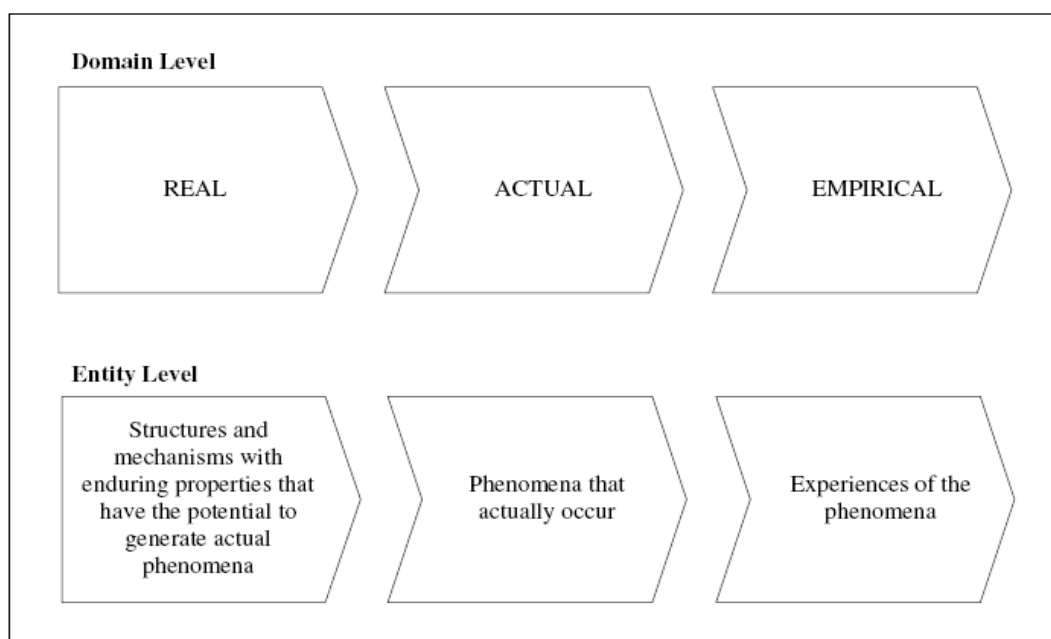 Domain Level
REAL
ACTUAL
EMPIRICAL
Entity Level
Structures and
mechanisms with
enduring properties that
have the potential to
generate actual
phenomena
Phenomena that
actually occur
Experiences of the
phenomena